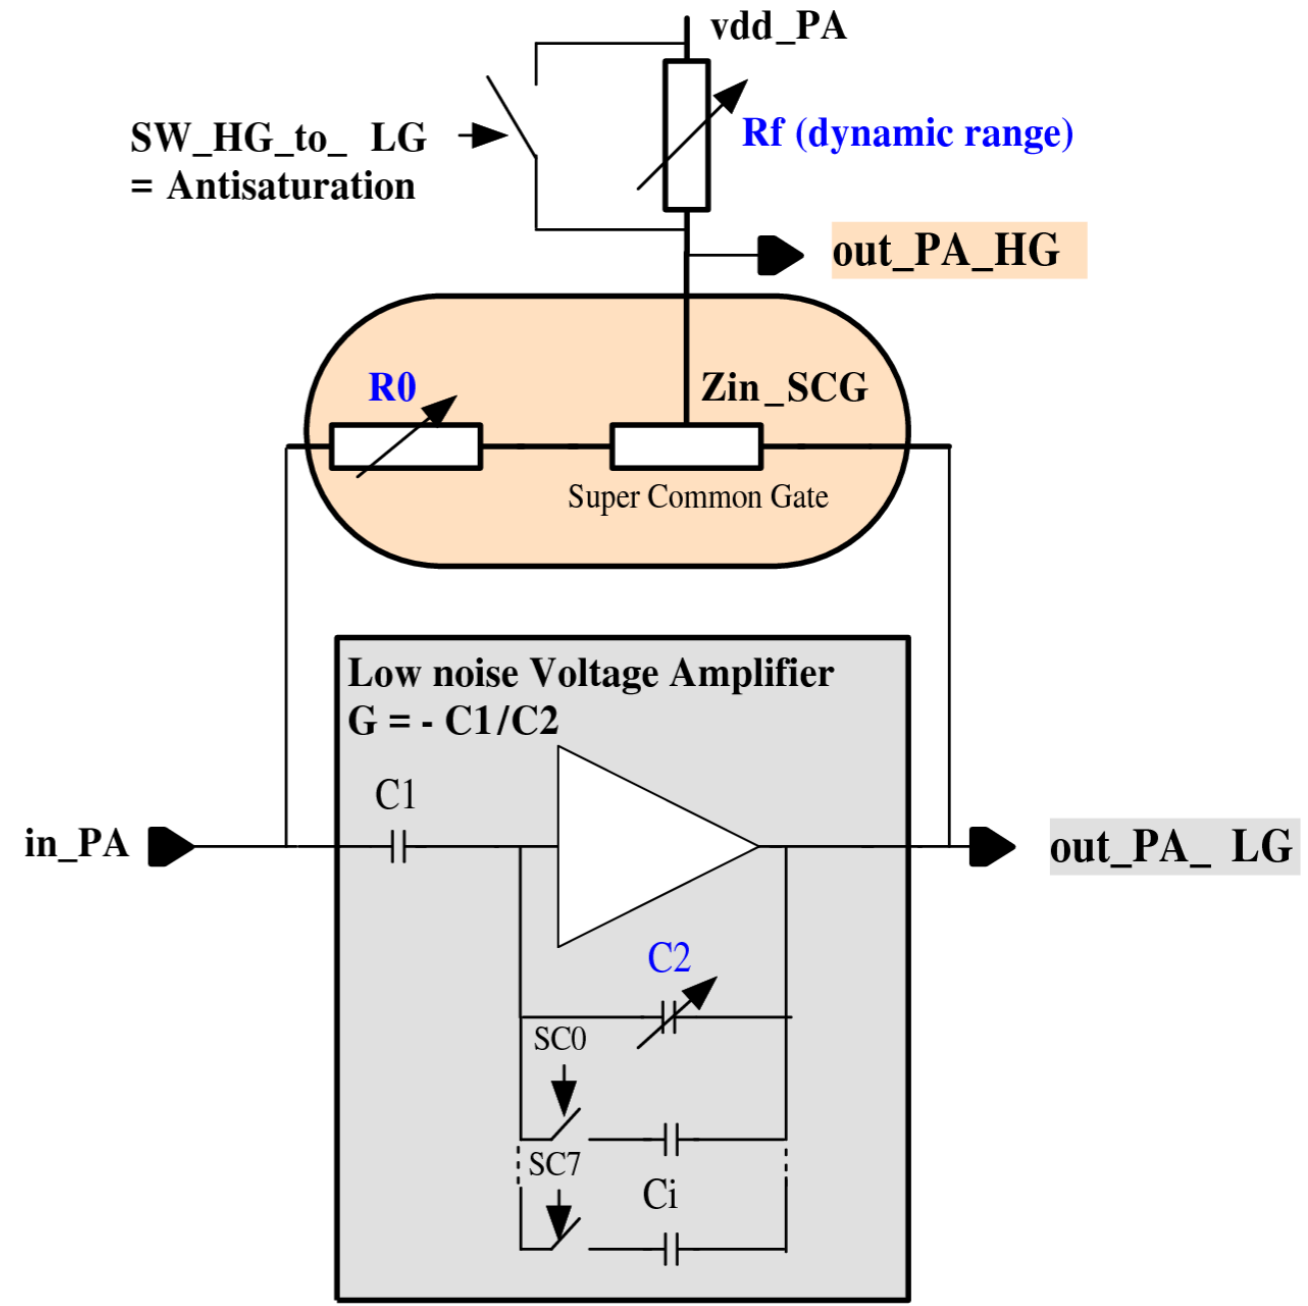 vdd_PA
SW_HG_to_ LG
= Antisaturation
Rf (dynamic range)
out_PA_HG
R0
Zin_SCG
Super Common Gate
Low noise Voltage Amplifier
G = - C1/C2
C1
in_PA
out_PA_ LG
C2
SC0
SC7
Ci